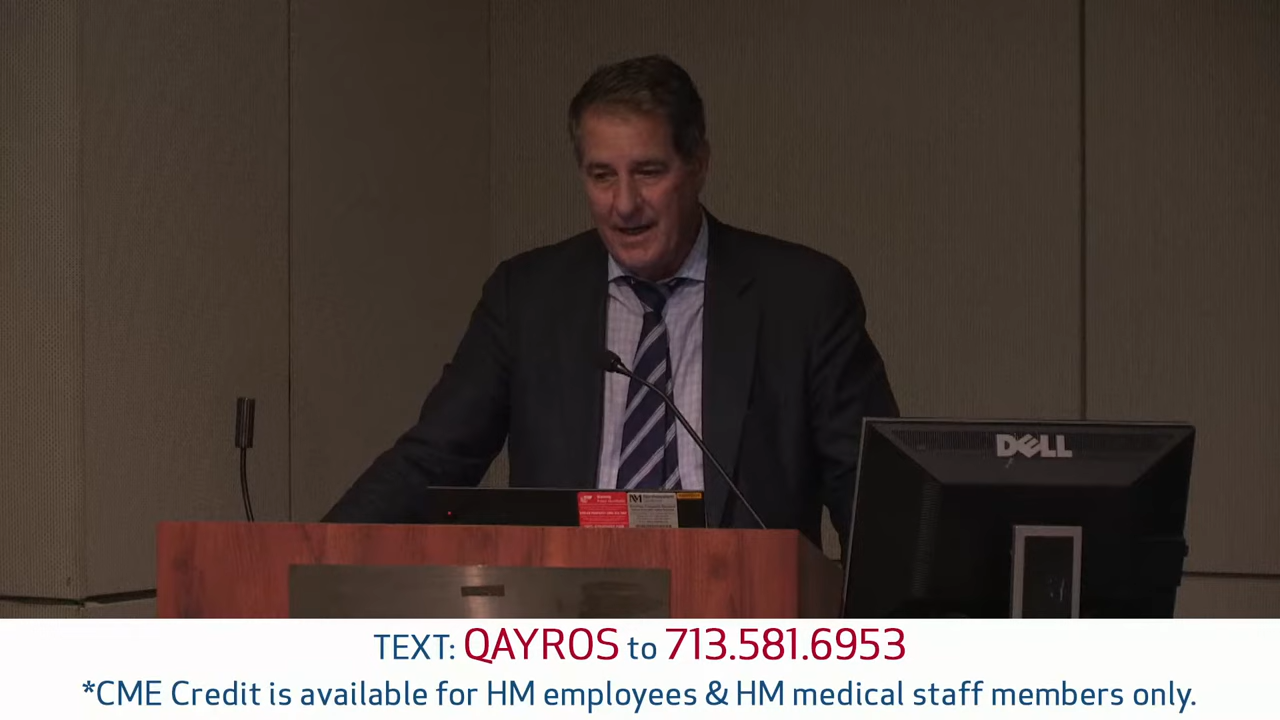 DELL
NM
TEXT: QAYROS to 713.581.6953
*CME Credit is available for HM employees & HM medical staff members only.